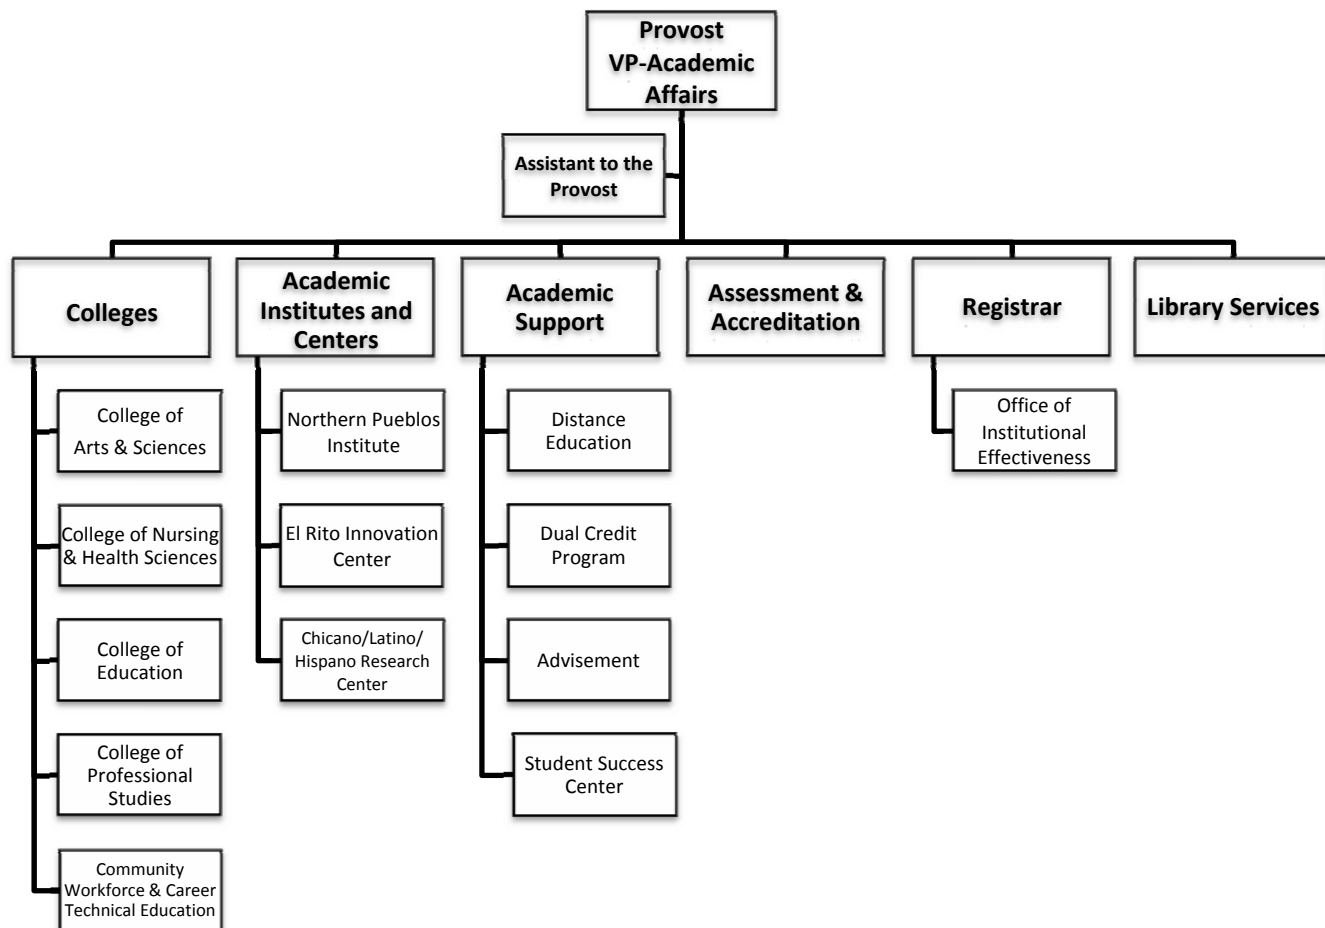 Provost
VP-Academic
Affairs
Assistant to the
Provost
Colleges
Academic
Institutes and
Centers
Academic
Support
Assessment &
Accreditation
Registrar
Library Services
College of
Arts & Sciences
College of Nursing
& Health Sciences
College of
Education
College of
Professional
Studies
Community
Workforce & Career
Technical Education
Northern Pueblos
Institute
El Rito Innovation
Center
Chicano/Latino/
Hispano Research
Center
Distance
Education
Dual Credit
Program
Advisement
Student Success
Center
Office of
Institutional
Effectiveness